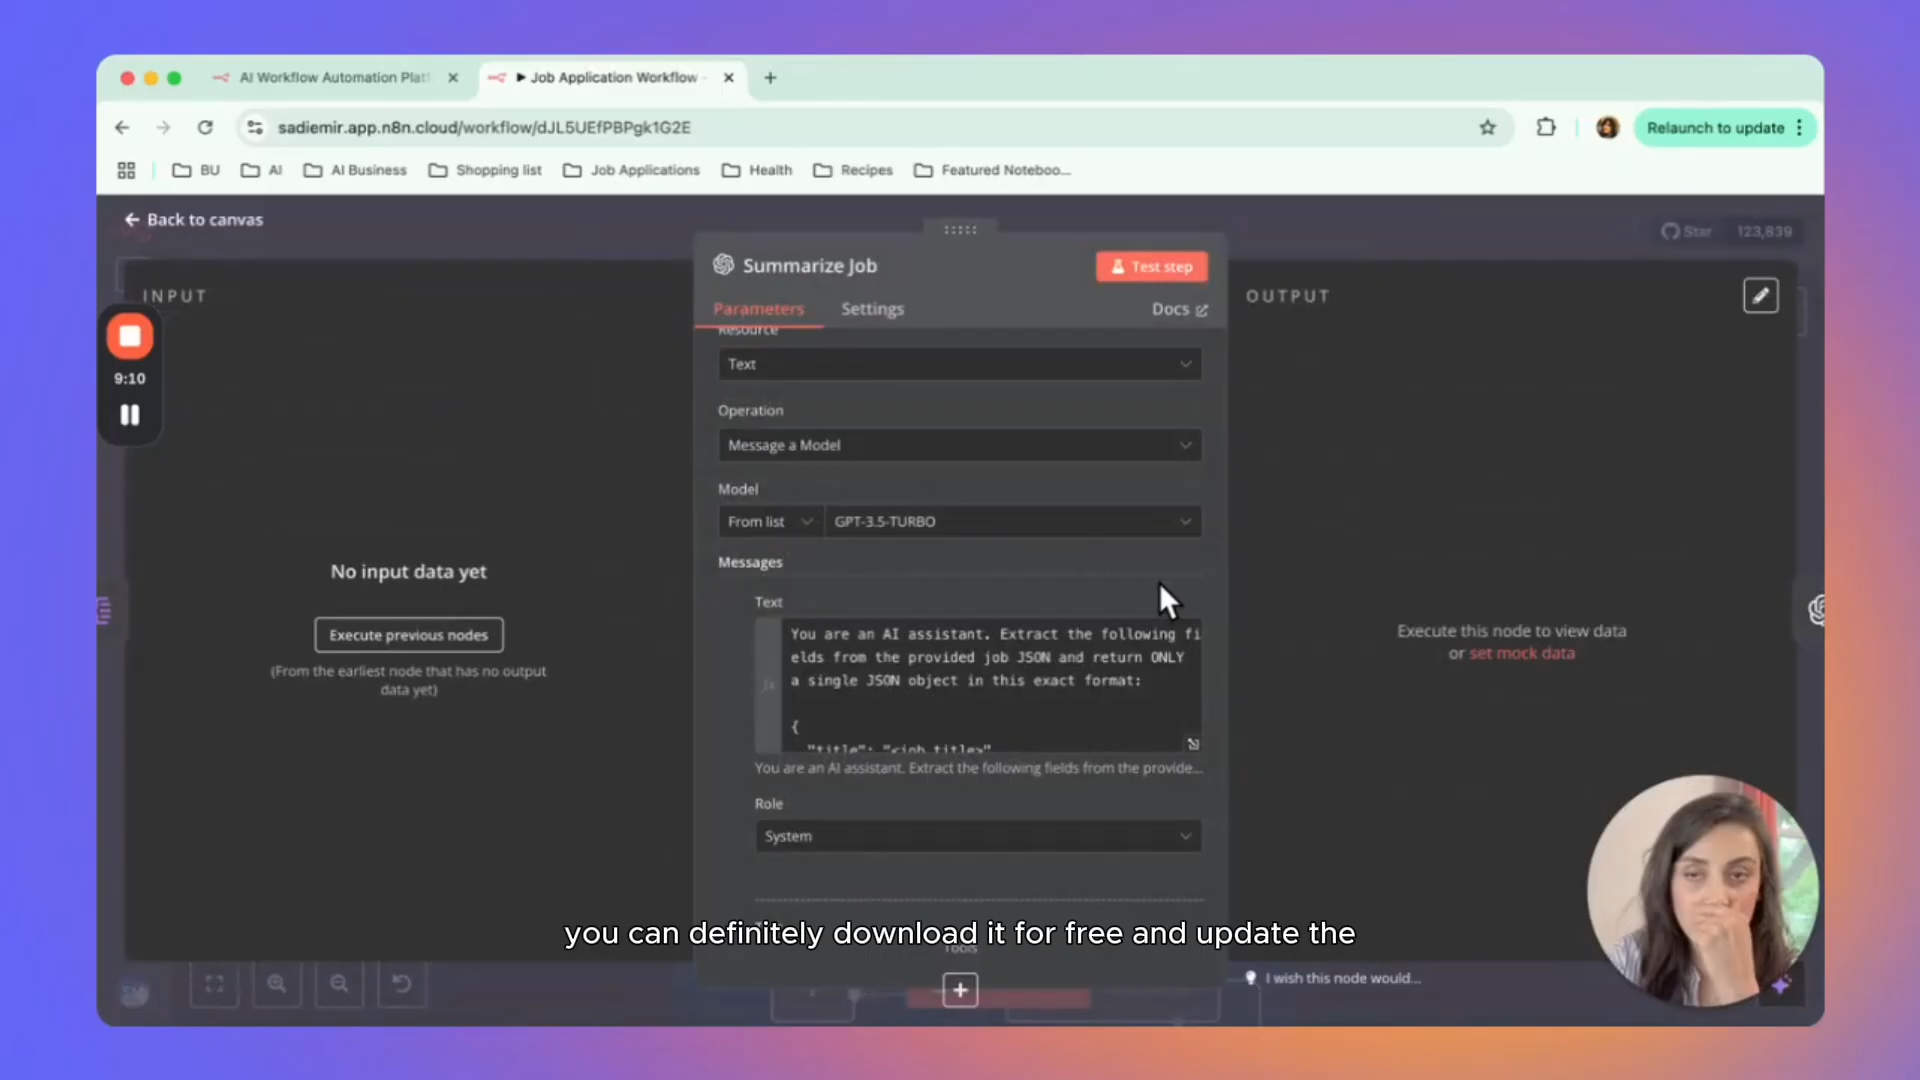 AI Workflow Automation Plat
Job Application Workflow -
sadiemir.app.n8n.cloud/workflow/dJL5UEfPBPgk1G2E
Relaunch to update
BU
AI
AI Business
Shopping list
Job Applications
Health
Recipes
Featured Noteboo...
Back to canvas
Star
123,839
INPUT
Summarize Job
Test step
OUTPUT
Parameters
Settings
Docs
Resource
Text
9:10
Operation
Message a Model
Model
From list
GPT-3.5-TURBO
Messages
No input data yet
Execute previous nodes
(From the earliest node that has no output
data yet)
Text
You are an AI assistant. Extract the following fi
elds from the provided job JSON and return ONLY
a single JSON object in this exact format:
{
"title": "<job title>"
You are an AI assistant. Extract the following fields from the provide...
Execute this node to view data
or set mock data
Role
System
you can definitely download it for free and update the
Tools
I wish this node would...